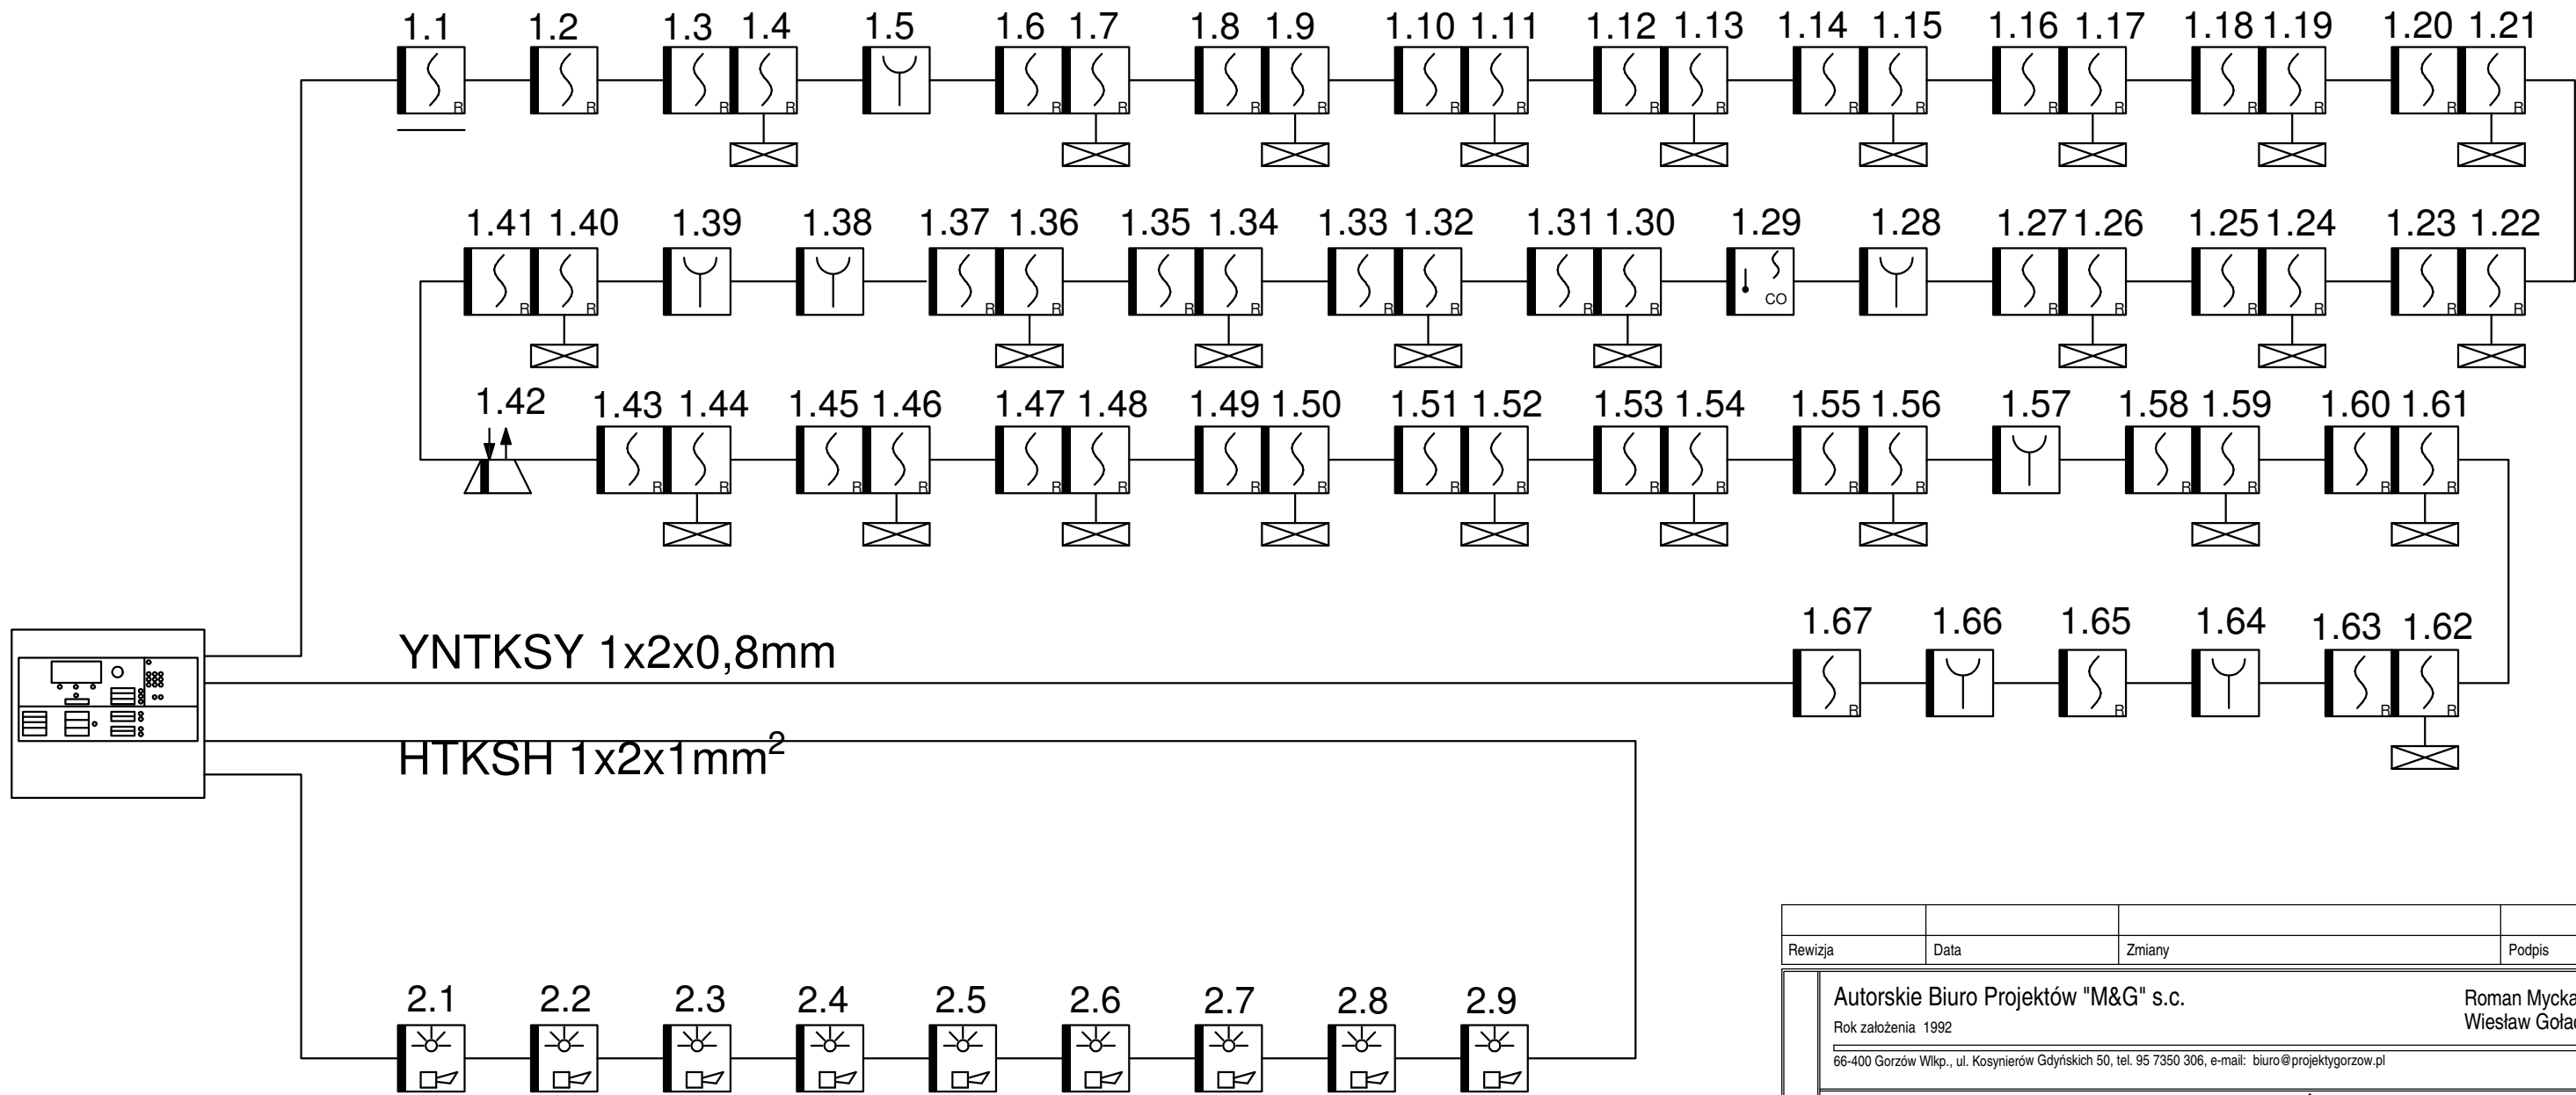 1.1 1.2 1.3 1.4 1.5 1.6 1.7 1.8 1.9 1.10 1.11 1.12 1.13 1.14 1.15 1.16 1.17 1.18 1.19 1.20 1.21
R R R R R R R R R R R R R R R R R R R R
1.41 1.40 1.39 1.38 1.37 1.36 1.35 1.34 1.33 1.32 1.31 1.30 1.29 1.28 1.27 1.26 1.25 1.24 1.23 1.22
R R R R R R R R R R CO R R R R R R
1.42 1.43 1.44 1.45 1.46 1.47 1.48 1.49 1.50 1.51 1.52 1.53 1.54 1.55 1.56 1.57 1.58 1.59 1.60 1.61
R R R R R R R R R R R R R R R R R R
1.67 1.66 1.65 1.64 1.63 1.62
R R R R
YNTKSY 1x2x0,8mm
HTKSH 1x2x1mm²
2.1 2.2 2.3 2.4 2.5 2.6 2.7 2.8 2.9
Rewizja Data Zmiany Podpis
Autorskie Biuro Projektów "M&G" s.c. Roman Mycka
Rok założenia 1992 Wiesław
66-400 Gorzów Wlkp., ul. Kosynierów Gdyńskich 50, tel. 95 7350 306, e-mail: biuro@projektygorzow.pl